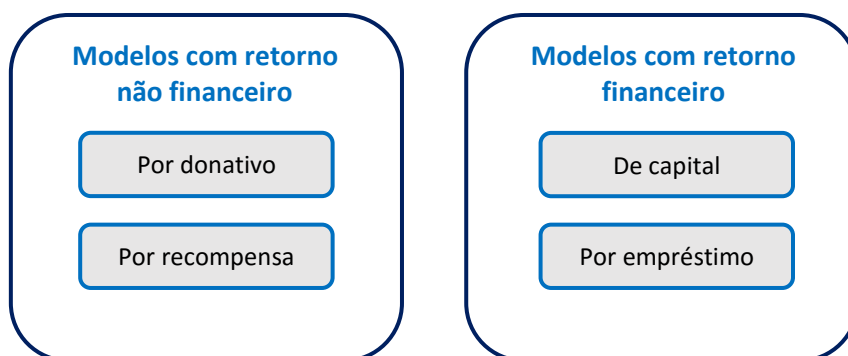 Modelos com retorno
não financeiro
Por donativo
Por recompensa
Modelos com retorno
financeiro
De capital
Por empréstimo